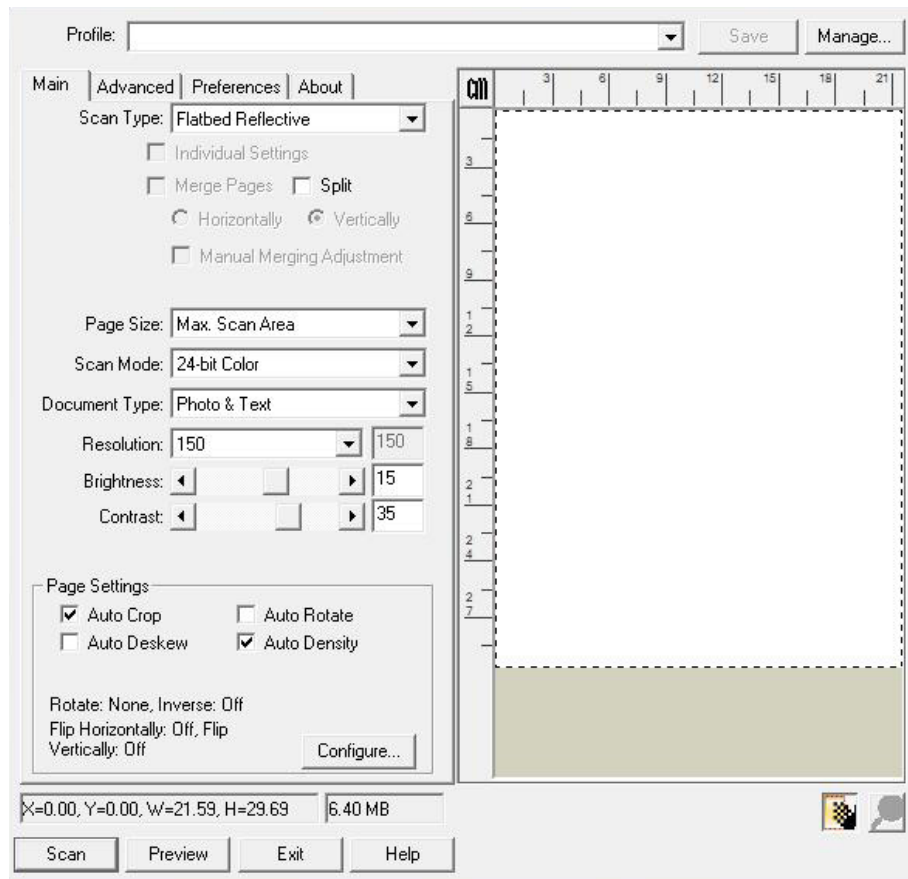 Profile: Save Manage...
Main Advanced Preferences About
Cm 3 6 9 12 15 18 21
Scan Type: Flatbed Reflective
Individual Settings
Merge Pages Split
Horizontally Vertically
Manual Merging Adjustment
Page Size: Max. Scan Area
Scan Mode: 24-bit Color
Document Type: Photo & Text
Resolution: 150 150
Brightness: 15
Contrast: 35
Page Settings
Auto Crop Auto Rotate
Auto Deskew Auto Density
Rotate: None, Inverse: Off
Flip Horizontally: Off, Flip
Vertically: Off
Configure...
3
6
9
12
15
18
21
24
27
X=0.00, Y=0.00, W=21.59, H=29.69 6.40 MB
Scan Preview Exit Help